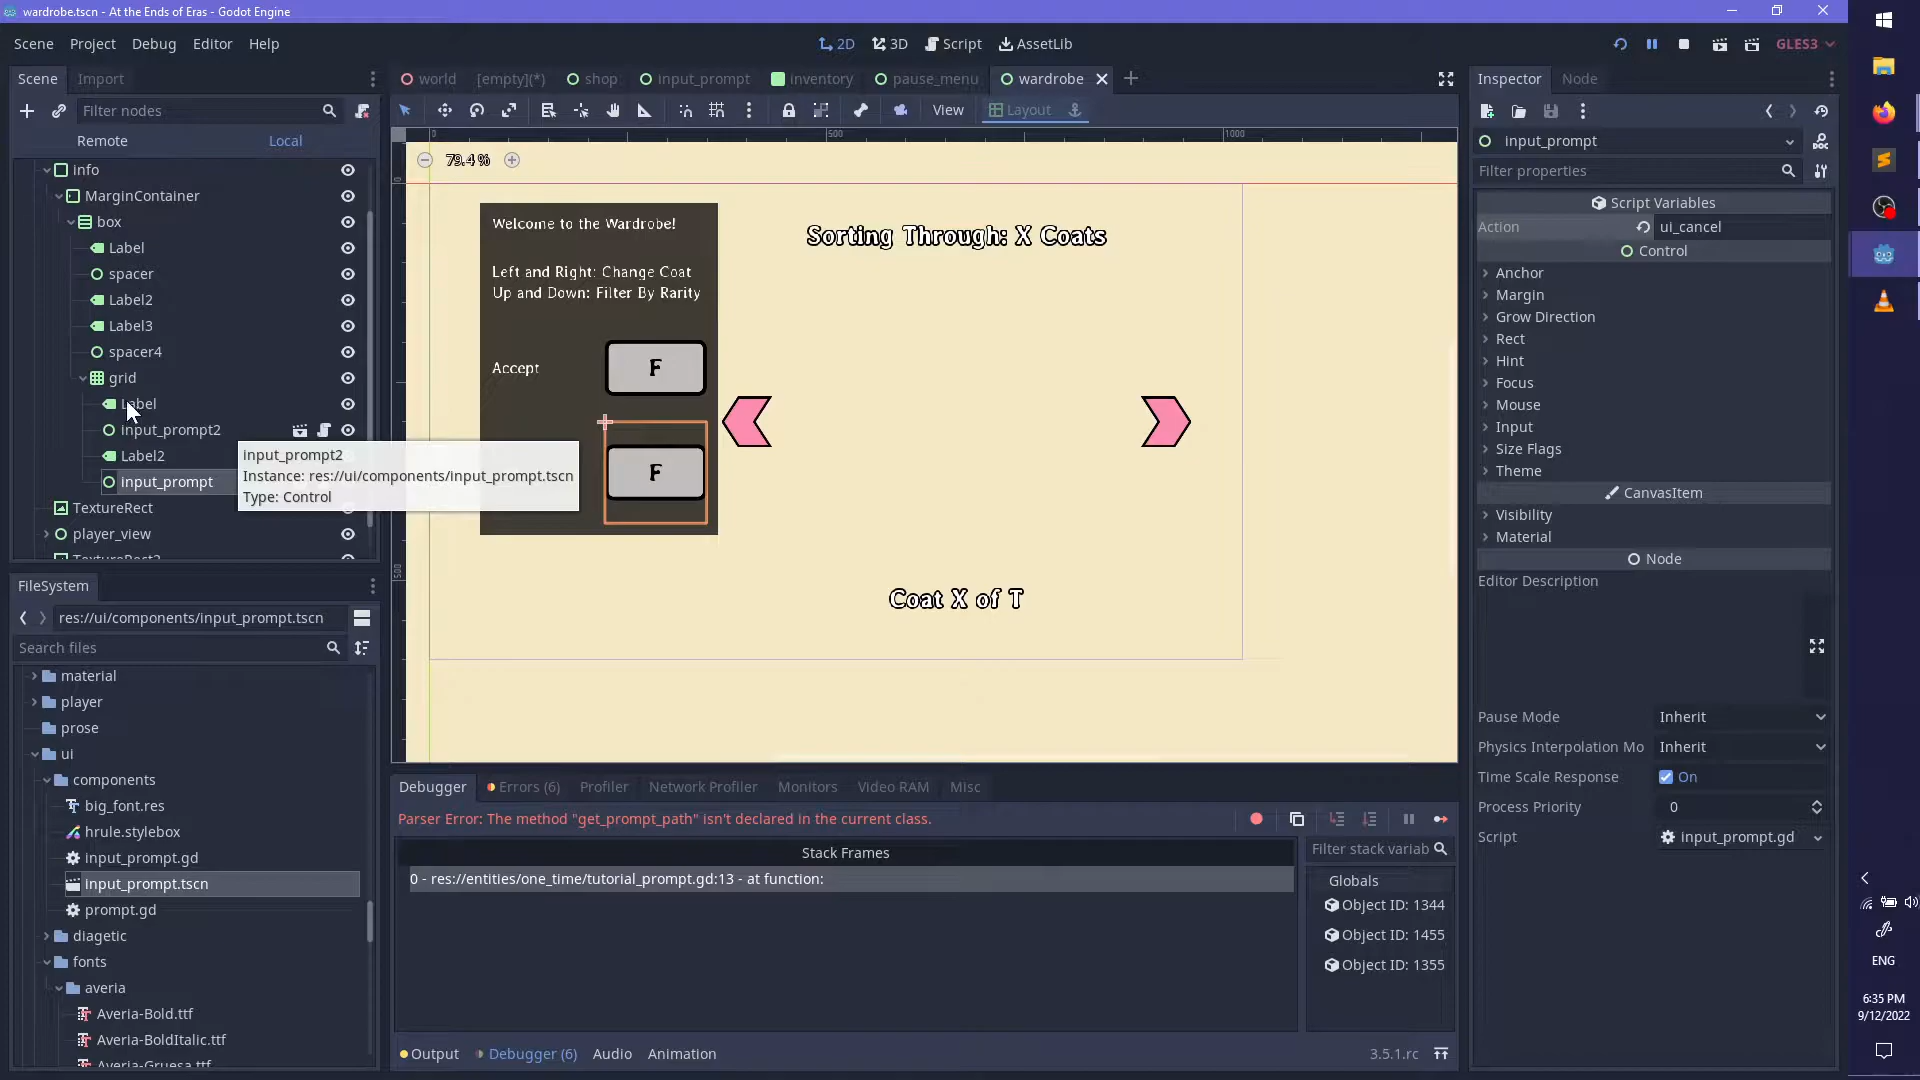 wardrobe.tscn - At the Ends of Eras - Godot Engine
Scene Project Debug Editor Help
2D 3D Script AssetLib
GLES3
Scene Import
world [empty](*) shop input_prompt inventory pause_menu wardrobe
Inspector Node
Filter nodes
View Layout
Remote Local
input_prompt
Filter properties
info
MarginContainer
box
Label
spacer
Label2
Label3
spacer4
grid
Label
input_prompt2
Label2
input_prompt
TextureRect
player_view
TextureRect2
input_prompt2
Instance: res://ui/components/input_prompt.tscn
Type: Control
0 500 1000
79.4 %
500
Welcome to the Wardrobe!
Left and Right: Change Coat
Up and Down: Filter By Rarity
Accept F
F
Sorting Through: X Coats
Coat X of T
Script Variables
Action ui_cancel
Control
Anchor
Margin
Grow Direction
Rect
Hint
Focus
Mouse
Input
Size Flags
Theme
CanvasItem
Visibility
Material
Node
Editor Description
Pause Mode Inherit
Physics Interpolation Mo Inherit
Time Scale Response On
Process Priority 0
Script input_prompt.gd
FileSystem
res://ui/components/input_prompt.tscn
Search files
material
player
prose
ui
components
big_font.res
hrule.stylebox
input_prompt.gd
input_prompt.tscn
prompt.gd
diagetic
fonts
averia
Averia-Bold.ttf
Averia-BoldItalic.ttf
Averia-Gruesa.ttf
Debugger Errors (6) Profiler Network Profiler Monitors Video RAM Misc
Parser Error: The method "get_prompt_path" isn't declared in the current class.
Stack Frames
0 - res://entities/one_time/tutorial_prompt.gd:13 - at function:
Filter stack variab
Globals
Object ID: 1344
Object ID: 1455
Object ID: 1355
Output Debugger (6) Audio Animation
3.5.1.rc
ENG
6:35 PM
9/12/2022